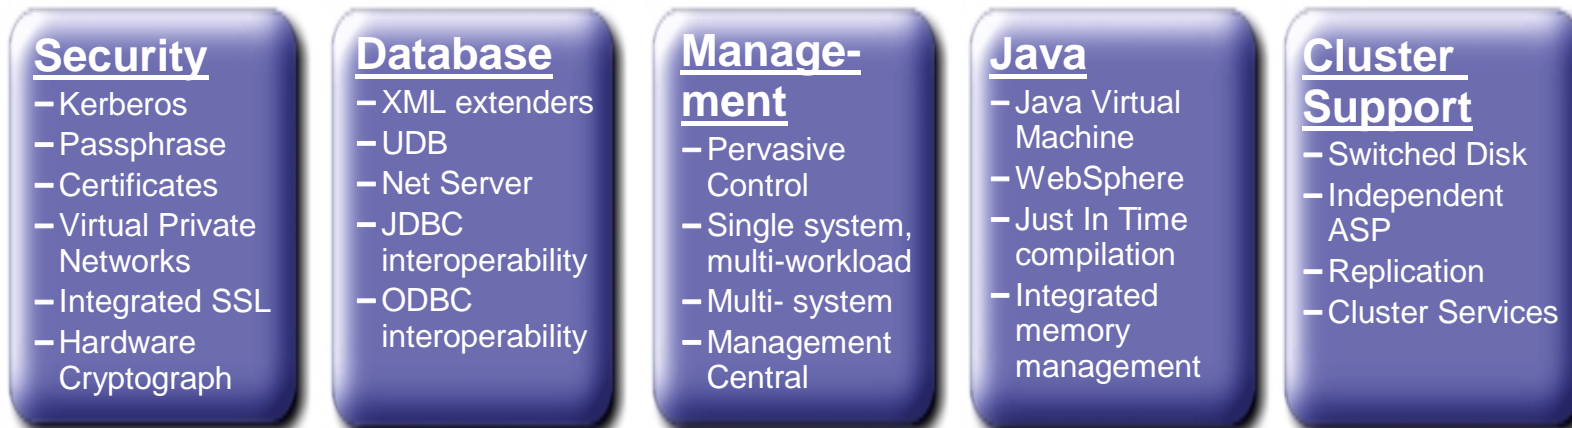 Security
– Kerberos
– Passphrase
– Certificates
– Virtual Private
Networks
– Integrated SSL
– Hardware
Cryptograph
Database
– XML extenders
– UDB
– Net Server
– JDBC
interoperability
– ODBC
interoperability
Manage-
ment
– Pervasive
Control
– Single system,
multi-workload
– Multi- system
– Management
Central
Java
– Java Virtual
Machine
– WebSphere
– Just In Time
compilation
– Integrated
memory
management
Cluster
Support
– Switched Disk
– Independent
ASP
– Replication
– Cluster Services